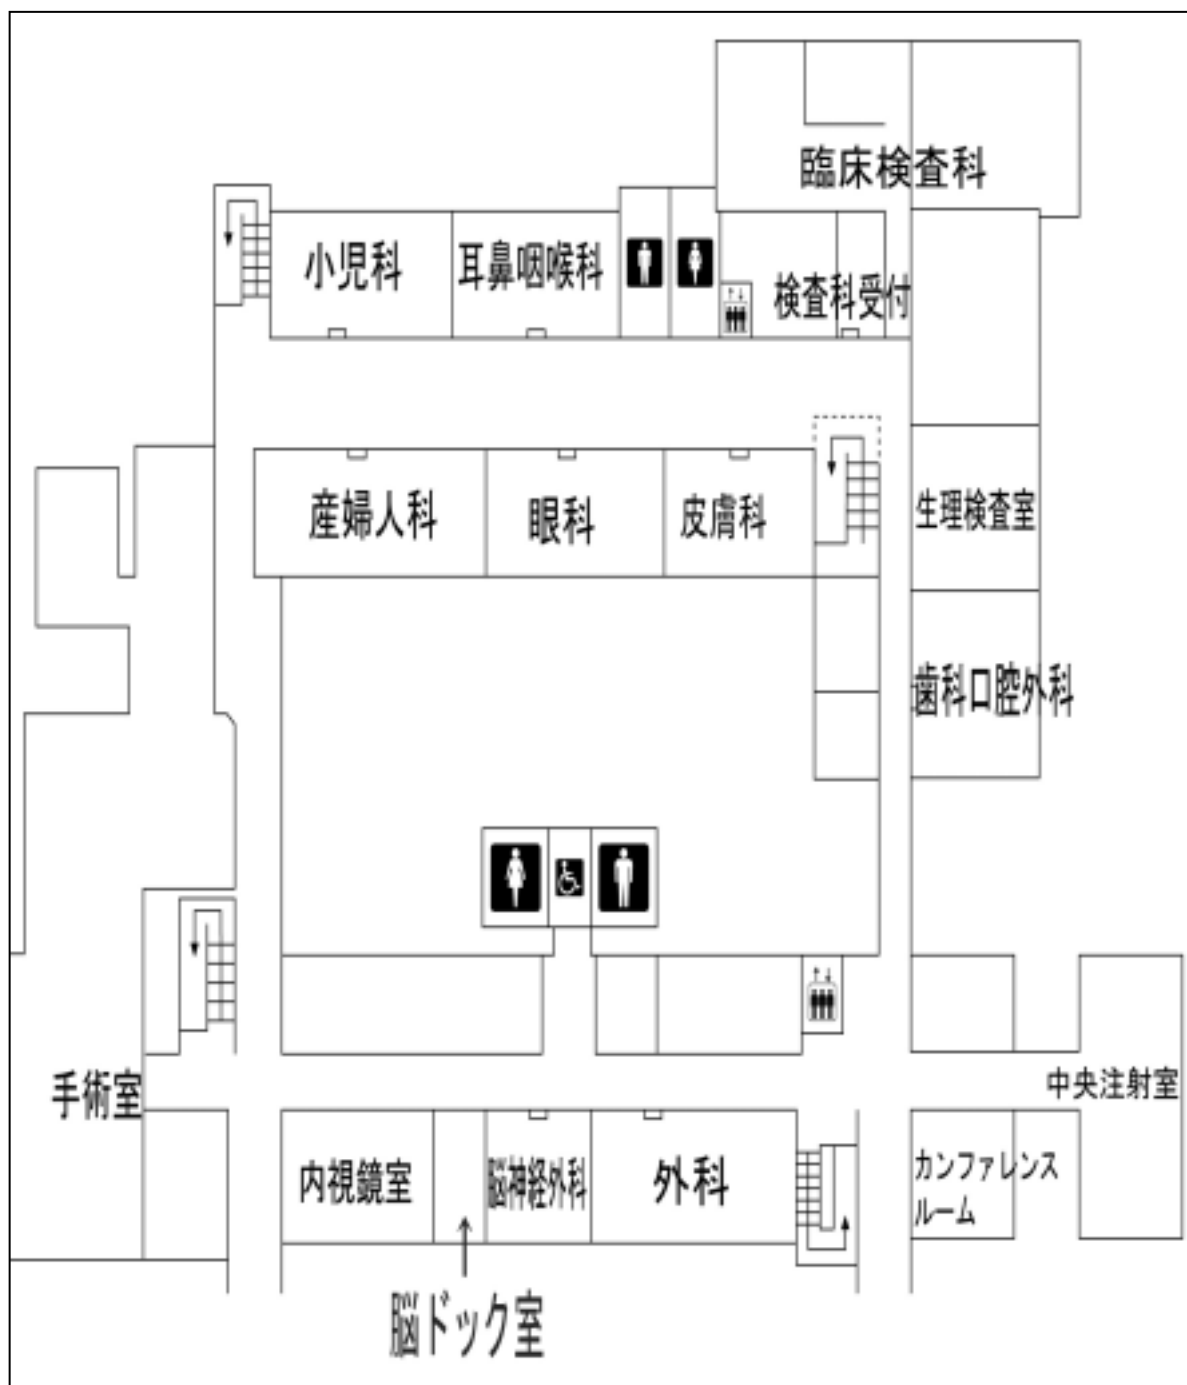 臨床検査科
小児科
耳鼻咽喉科
検査科受付
産婦人科
眼科
皮膚科
生理検査室
歯科口腔外科
手術室
中央注射室
内視鏡室
脳神経外科
外科
カンファレンス
ルーム
脳ドック室